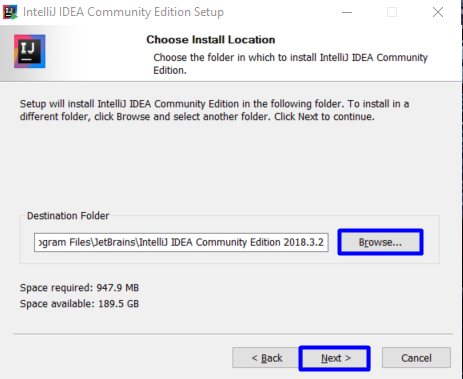 IntelliJ IDEA Community Edition Setup
IJ
Choose Install Location
Choose the folder in which to install IntelliJ IDEA Community
Edition.
Setup will install IntelliJ IDEA Community Edition in the following folder. To install in a
different folder, click Browse and select another folder. Click Next to continue.
Destination Folder
ogram Files\JetBrains\IntelliJ IDEA Community Edition 2018.3.2
Browse...
Space required: 947.9 MB
Space available: 189.5 GB
< Back
Next >
Cancel